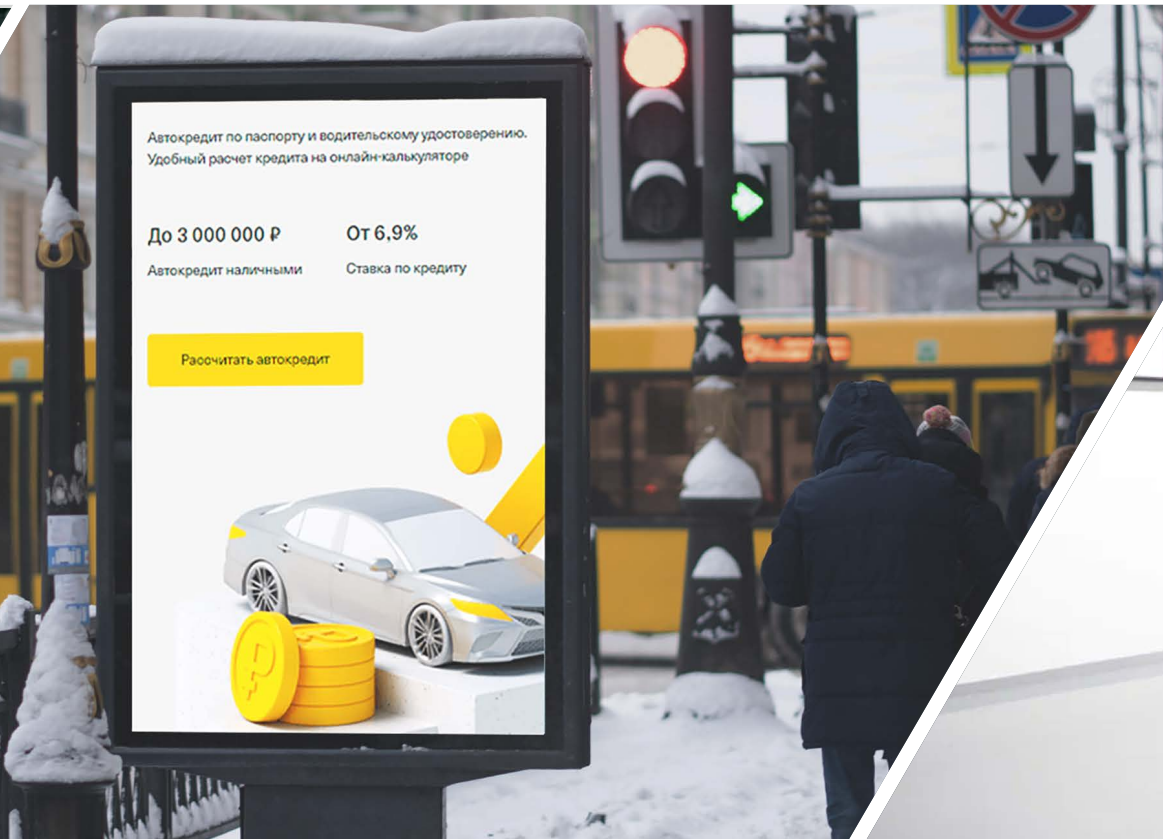 Автокредит по паспорту и водительскому удостоверению.
Удобный расчет кредита на онлайн-калькуляторе
До 3 000 000 ₽
От 6,9%
Автокредит наличными
Ставка по кредиту
Рассчитать автокредит